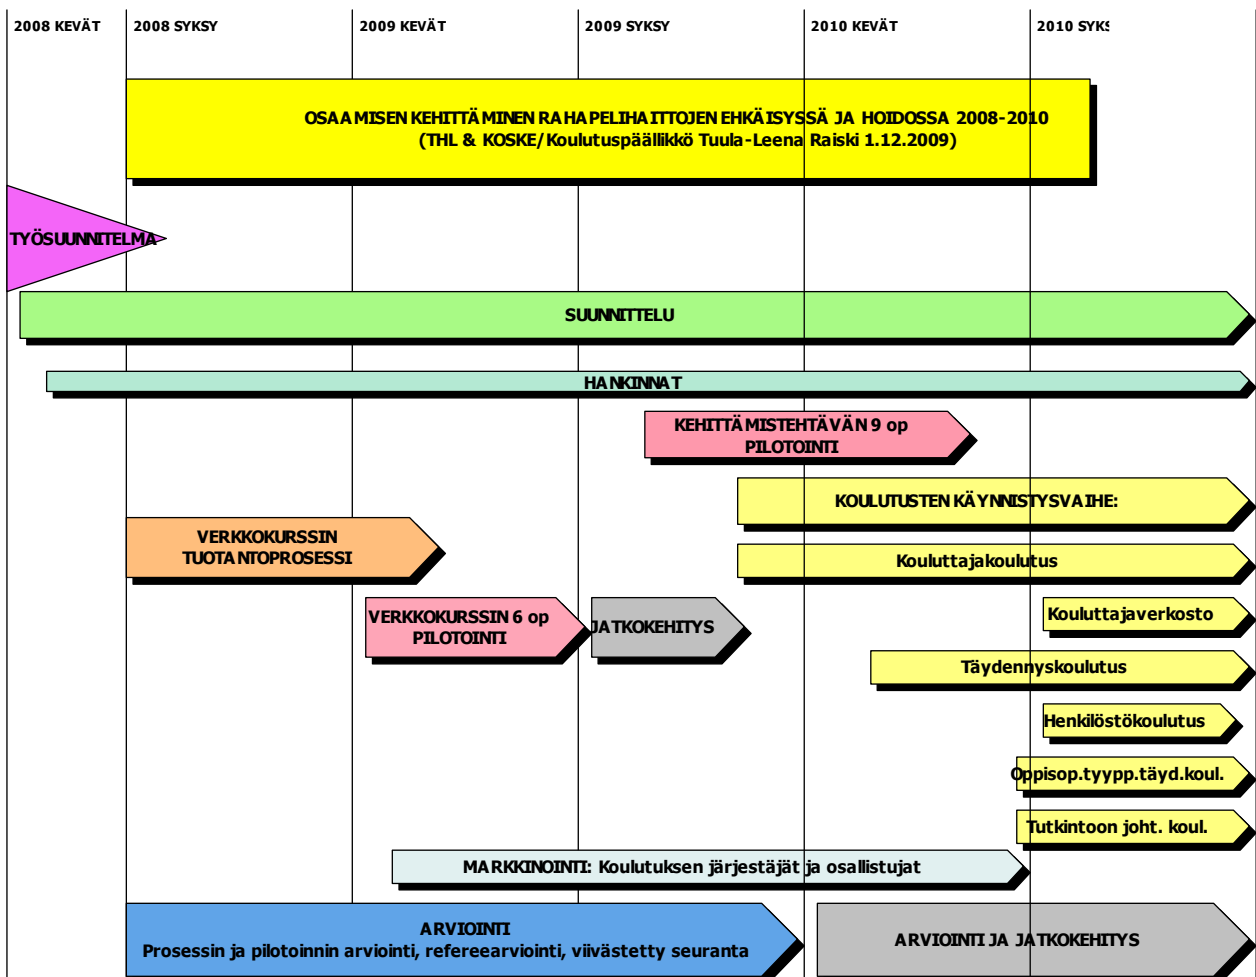 2008 KEVÄT
2008 SYKSY
2009 KEVÄT
2009 SYKSY
2010 KEVÄT
2010 SYKS
OSAAMISEN KEHITTÄMINEN RAHAPELIHAITTOJEN EHKÄISYSSÄ JA HOIDOSSA 2008-2010
(THL & KOSKE/Koulutuspäällikkö Tuula-Leena Raiski 1.12.2009)
TYÖSUUNNITELMA
SUUNNITTELU
HANKINNAT
KEHITTÄMISTEHTÄVÄN 9 op
PILOTOINTI
KOULUTUSTEN KÄYNNISTYSVAIHE:
VERKKOKURSSIN
TUOTANTOPROSESSI
Kouluttajakoulutus
VERKKOKURSSIN 6 op
PILOTOINTI
JATKOKEHITYS
Kouluttajaverkosto
Täydennyskoulutus
Henkilöstökoulutus
Oppisop.tyypp.täyd.koul.
Tutkintoon joht. koul.
MARKKINOINTI: Koulutuksen järjestäjät ja osallistujat
ARVIOINTI
Prosessin ja pilotoinnin arviointi, refereearviointi, viivästetty seuranta
ARVIOINTI JA JATKOKEHITYS